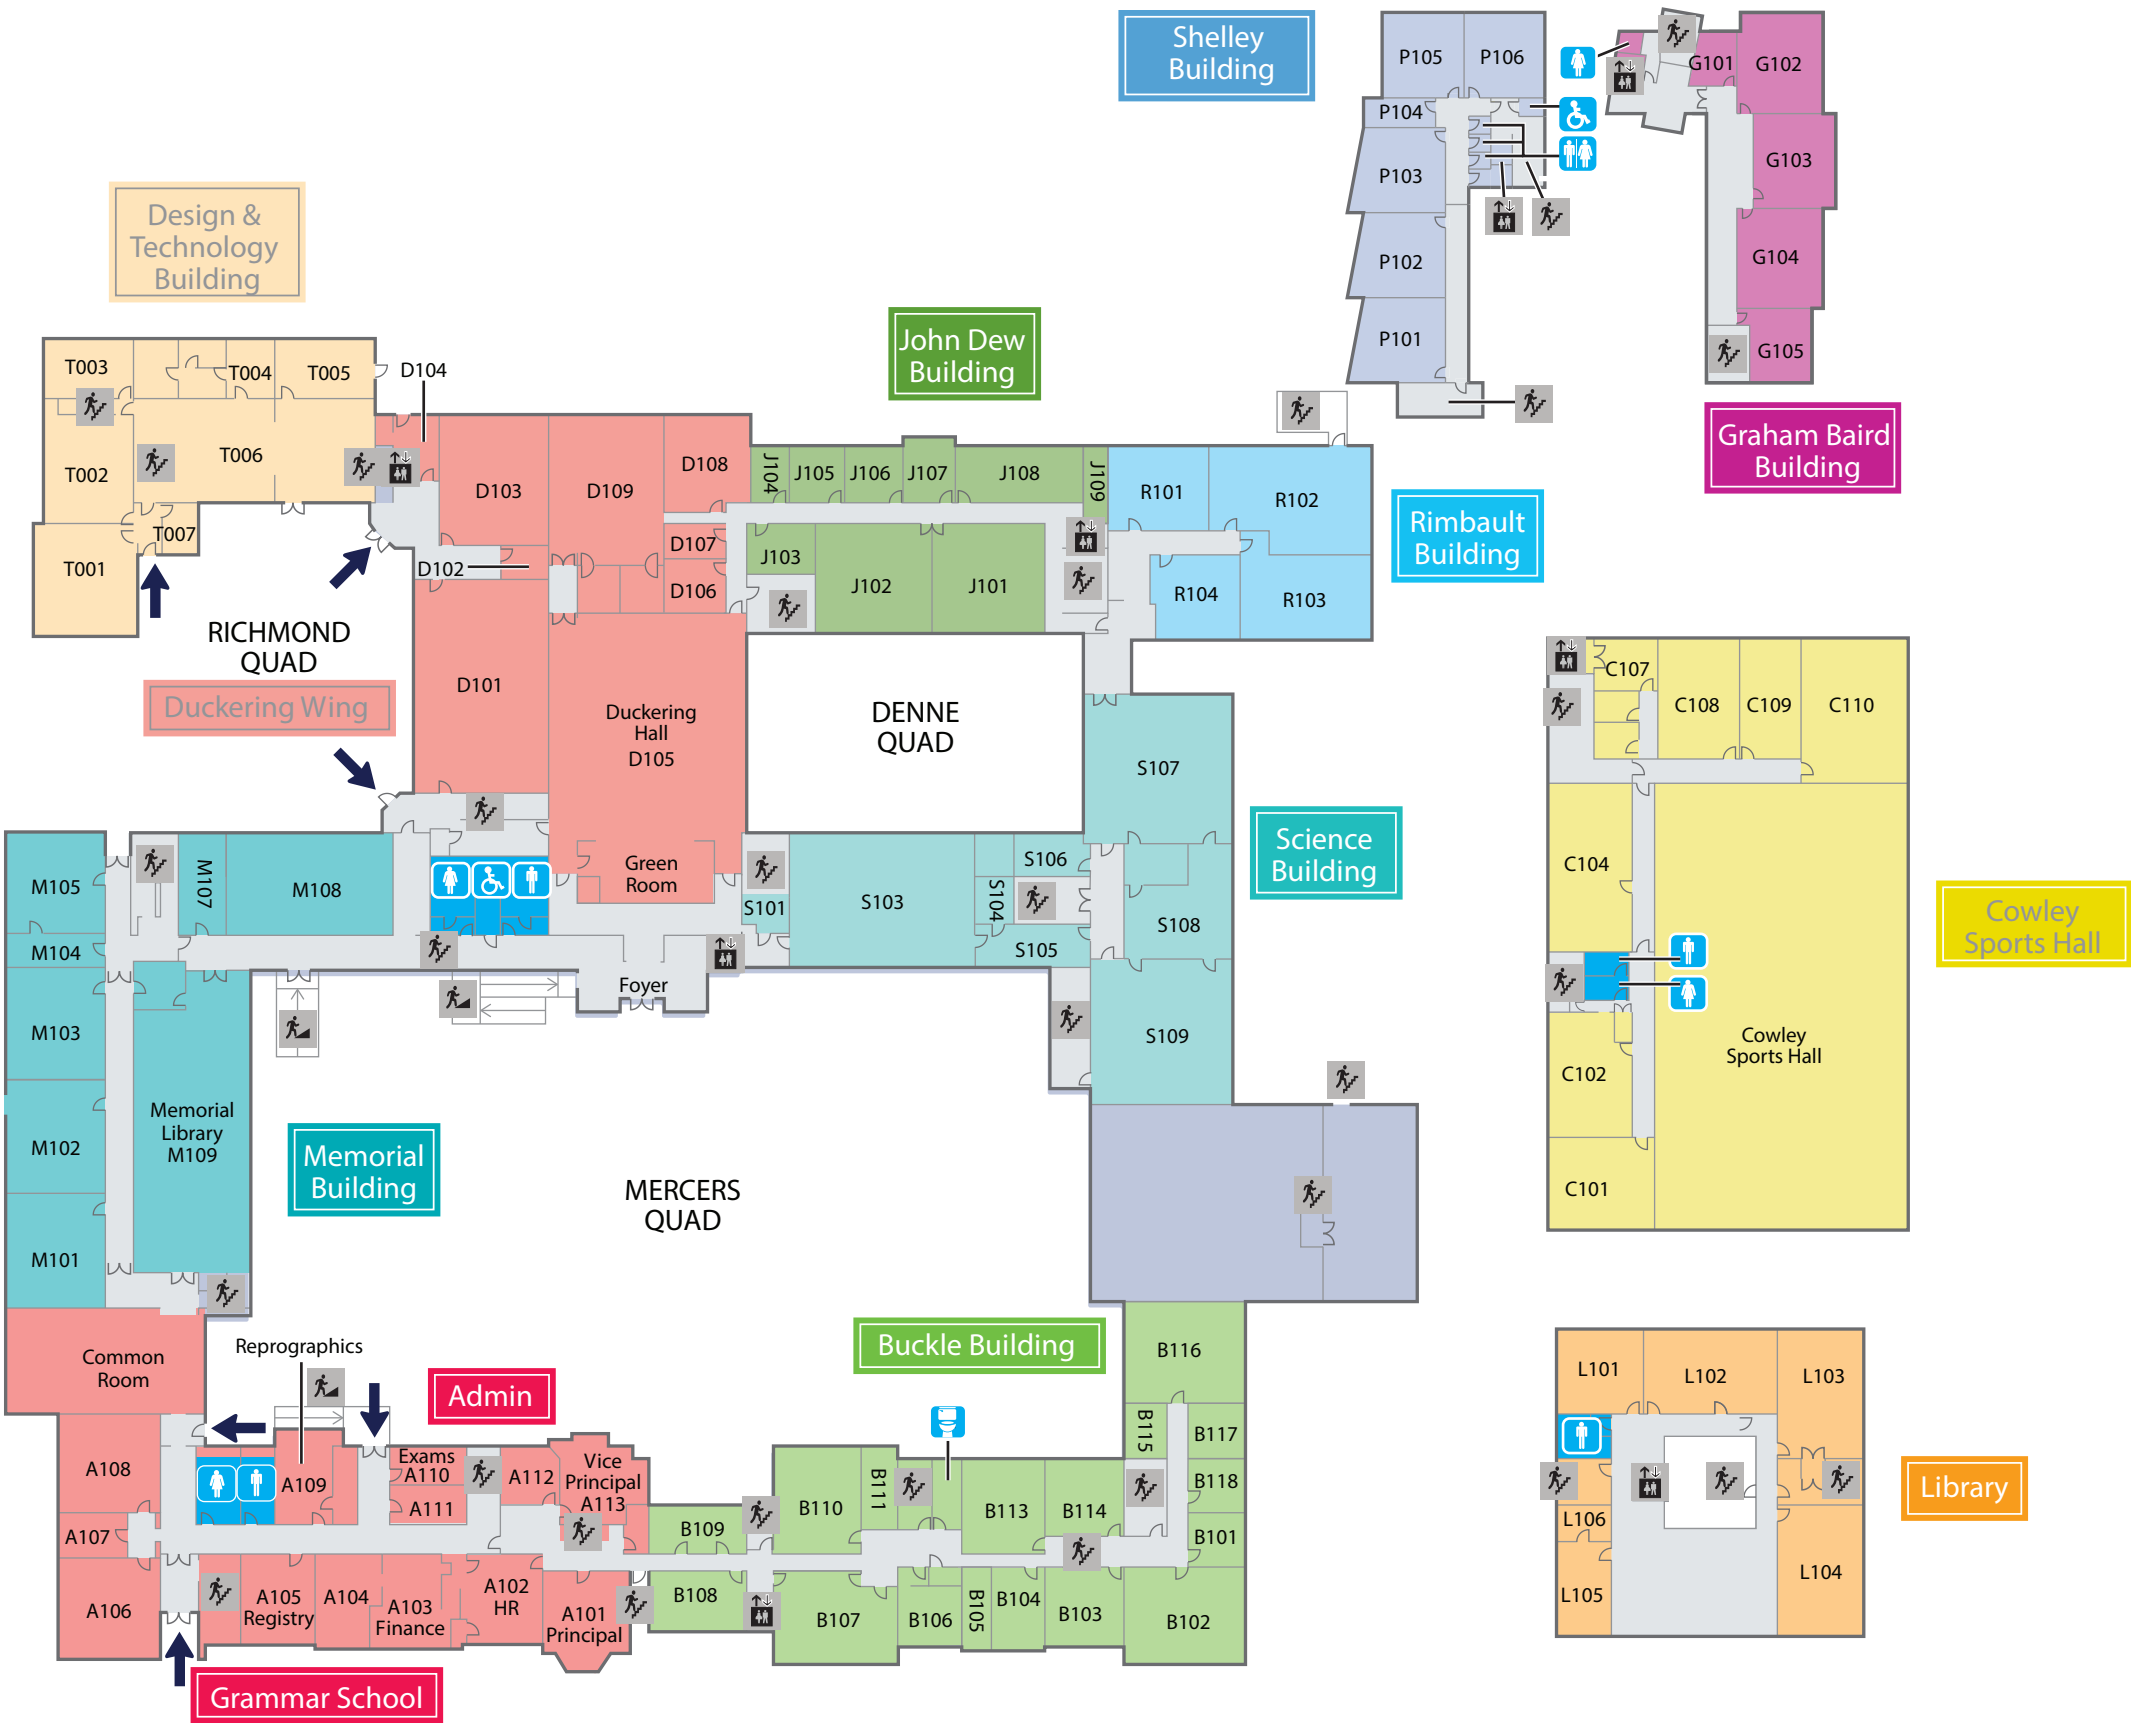 Shelley
Building
P105
P106
P104
P103
P102
P101
G101
G102
G103
G104
G105
Graham Baird
Building
Design &
Technology
Building
T003
T004
T005
T002
T006
T007
T001
D104
John Dew
Building
D103
D109
D108
D107
D106
D102
D101
J104
J105
J106
J107
J108
J109
J103
J102
J101
R101
R102
R104
R103
Rimbault
Building
RICHMOND
QUAD
Duckering Wing
Duckering
Hall
D105
DENNE
QUAD
Green
Room
Foyer
S107
S106
S101
S103
S104
S105
S108
S109
Science
Building
C107
C108
C109
C110
C104
C102
C101
Cowley
Sports Hall
Cowley
Sports Hall
M105
M107
M108
M104
M103
M102
M101
Memorial
Library
M109
Memorial
Building
MERCERS
QUAD
Common
Room
Reprographics
Admin
Buckle Building
A108
A109
Exams
A110
A111
A112
Vice
Principal
A113
A107
A106
A105
Registry
A104
A103
Finance
A102
HR
A101
Principal
Grammar School
B116
B115
B117
B118
B101
B109
B110
B111
B113
B114
B108
B107
B106
B105
B104
B103
B102
L101
L102
L103
L106
L105
L104
Library